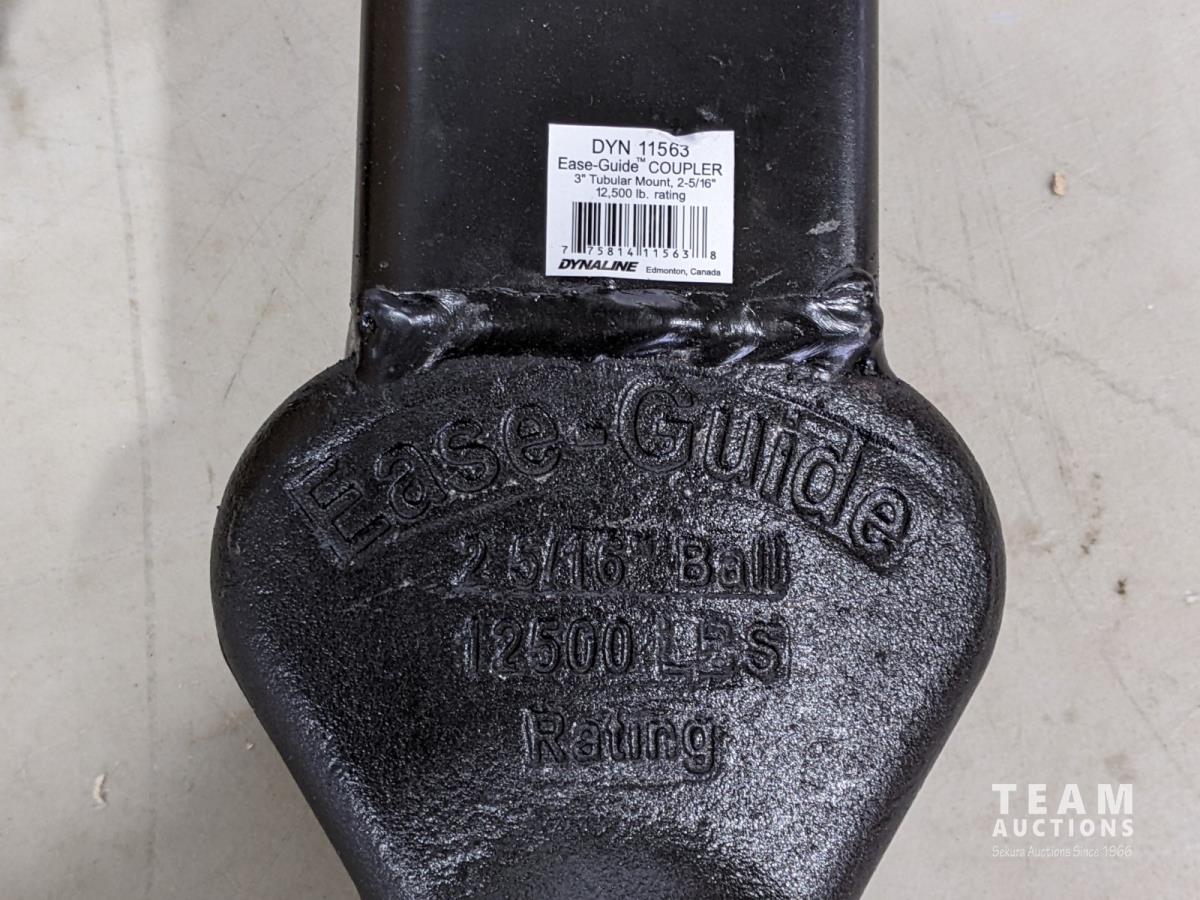 DYN 11563
Ease-Guide™ COUPLER
3" Tubular Mount, 2-5/16"
12,500 lb. rating
7 75814 11563 8
DYNALINE Edmonton, Canada
Ease-Guide
2 5/16" Ball
12500 LBS
Rating
TEAM
AUCTIONS
Sekura Auctions Since 1966